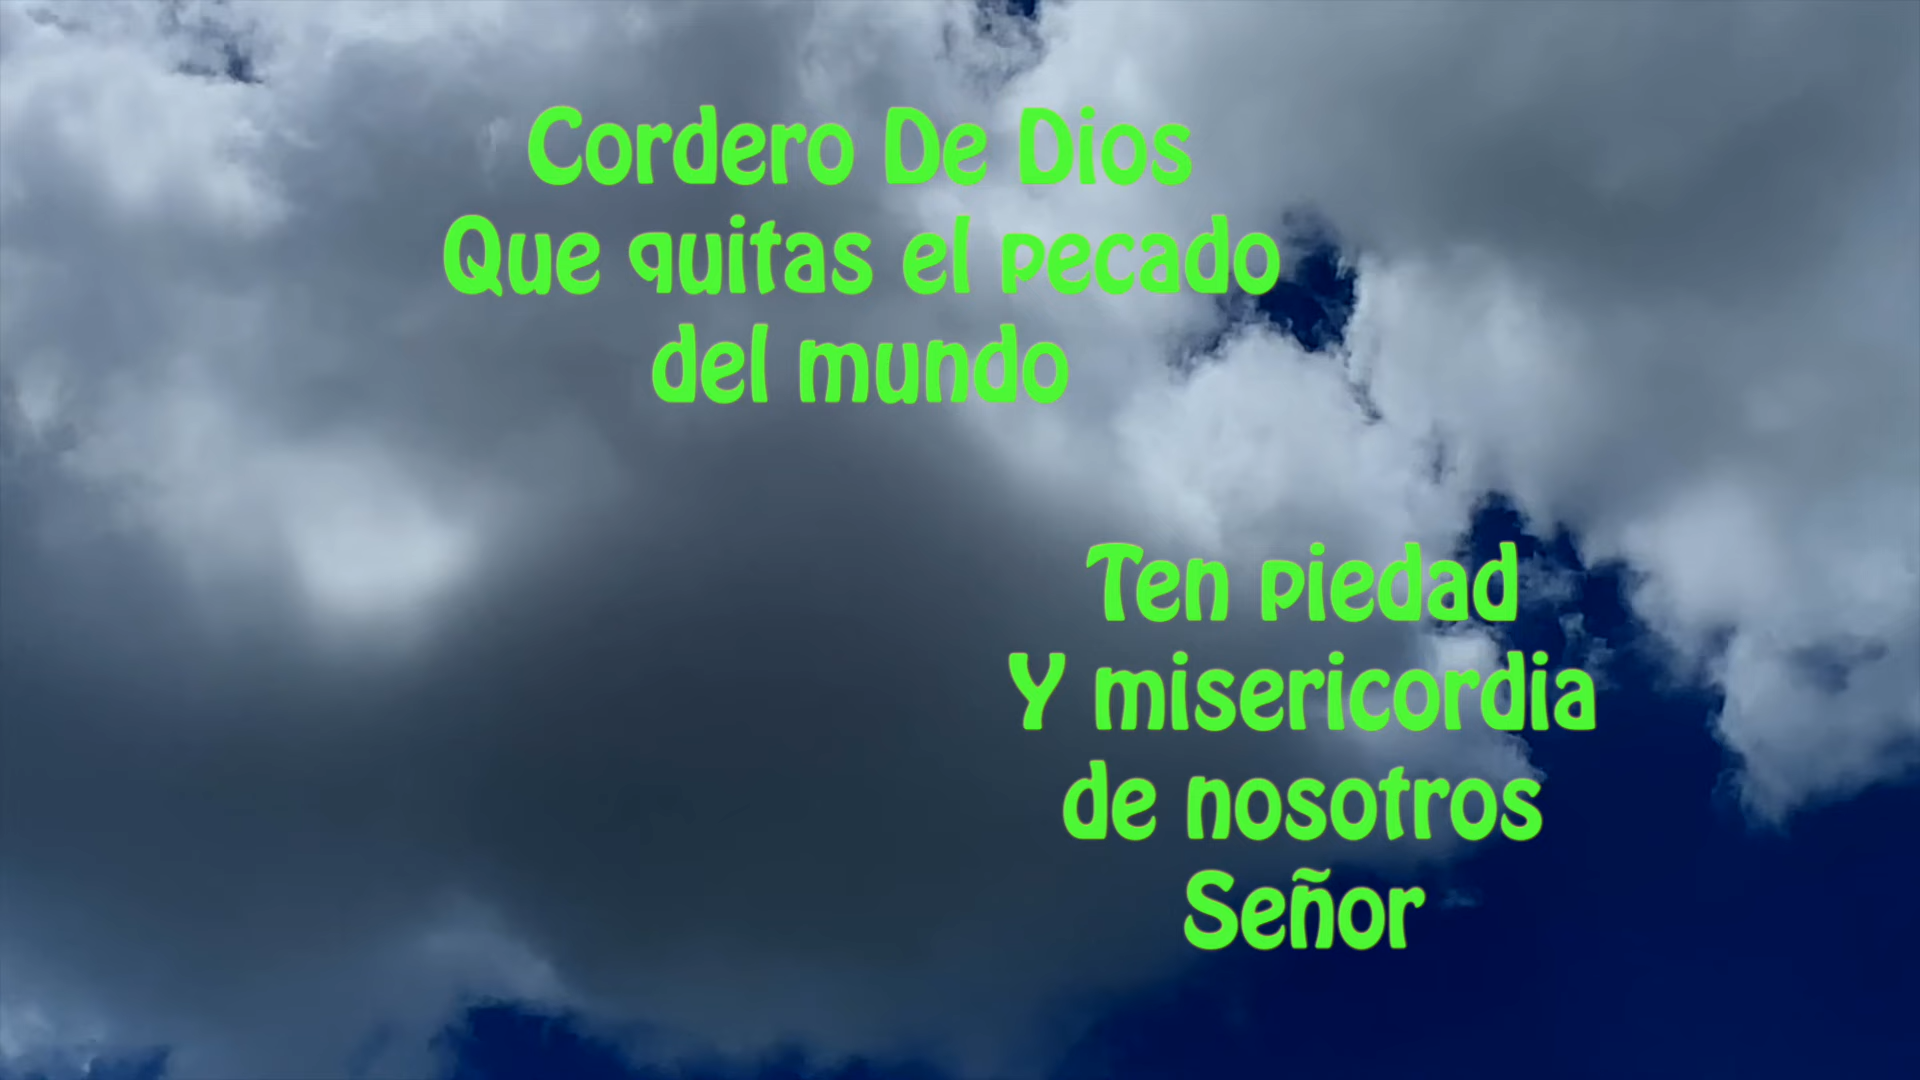 Cordero De Dios
Que quitas el pecado
del mundo
Ten piedad
Y misericordia
de nosotros
Señor